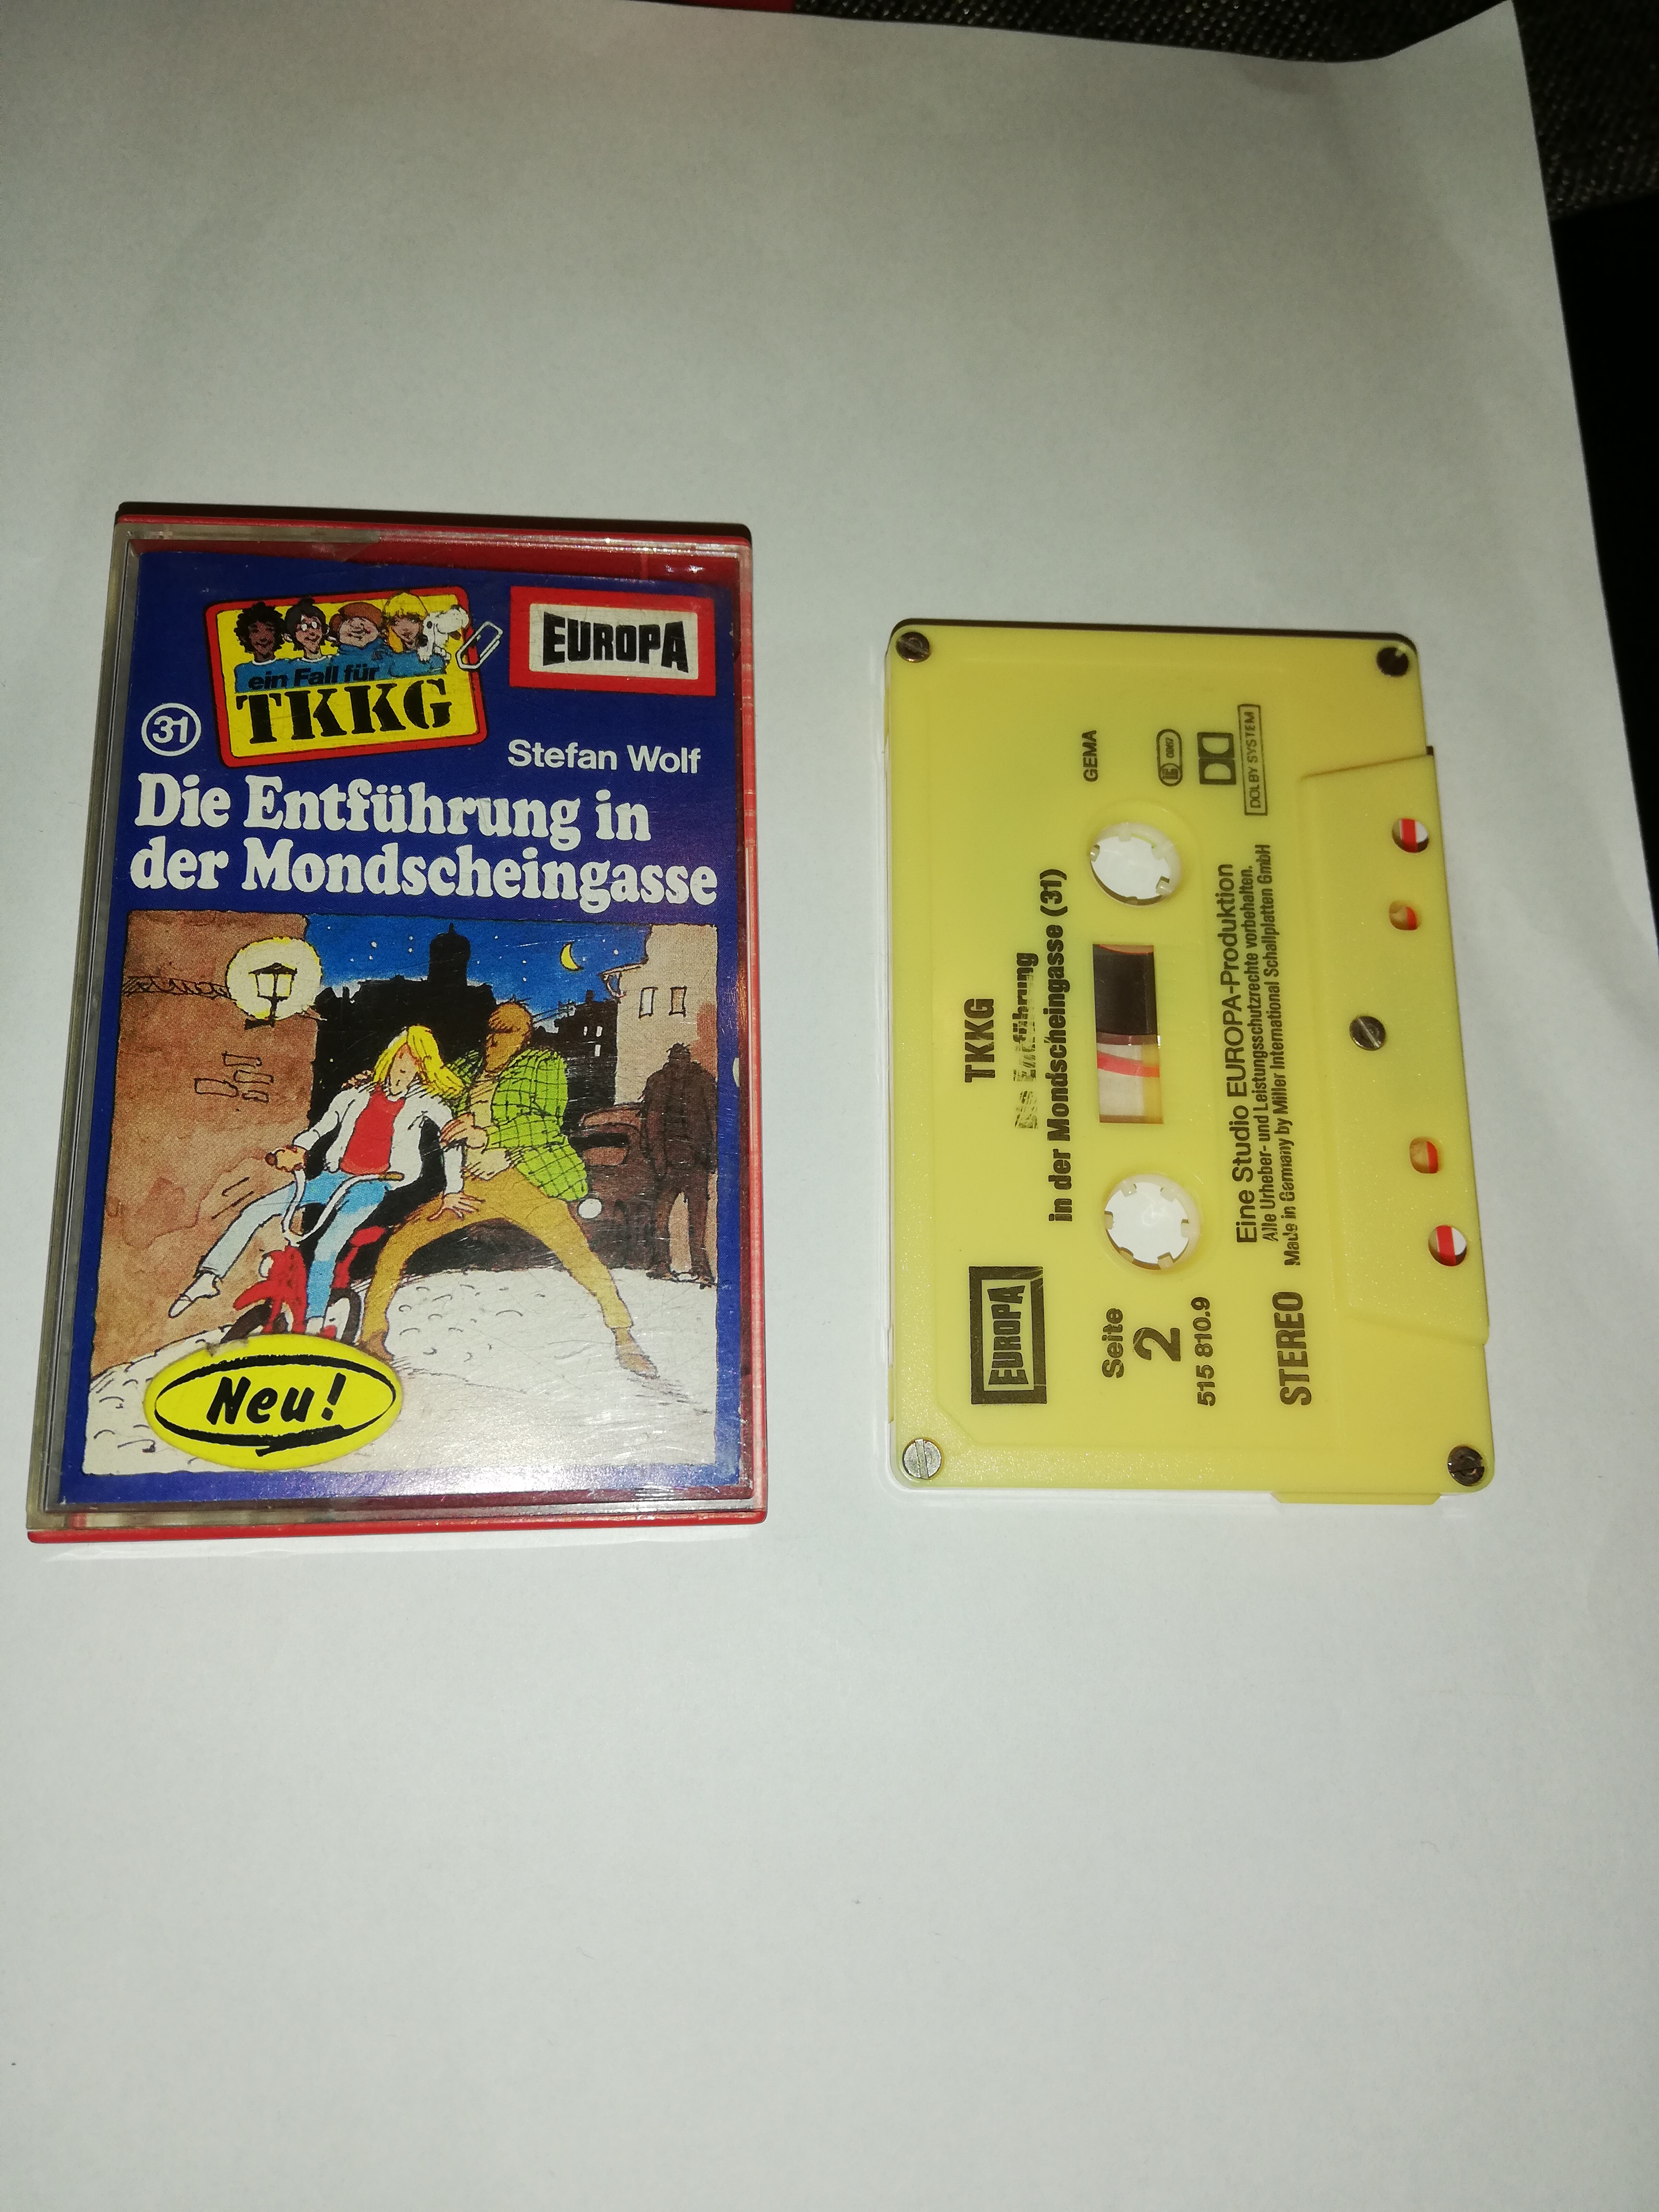 ein Fall für
TKKG
EUROPA
31
Stefan Wolf
Die Entführung in
der Mondscheingasse
Neu!
EUROPA
TKKG
Die Entführung
in der Mondscheingasse (31)
Seite
2
515 810.9
GEMA
DOLBY SYSTEM
STEREO
Eine Studio EUROPA-Produktion
Alle Urheber- und Leistungsschutzrechte vorbehalten.
Made in Germany by Miller International Schallplatten GmbH